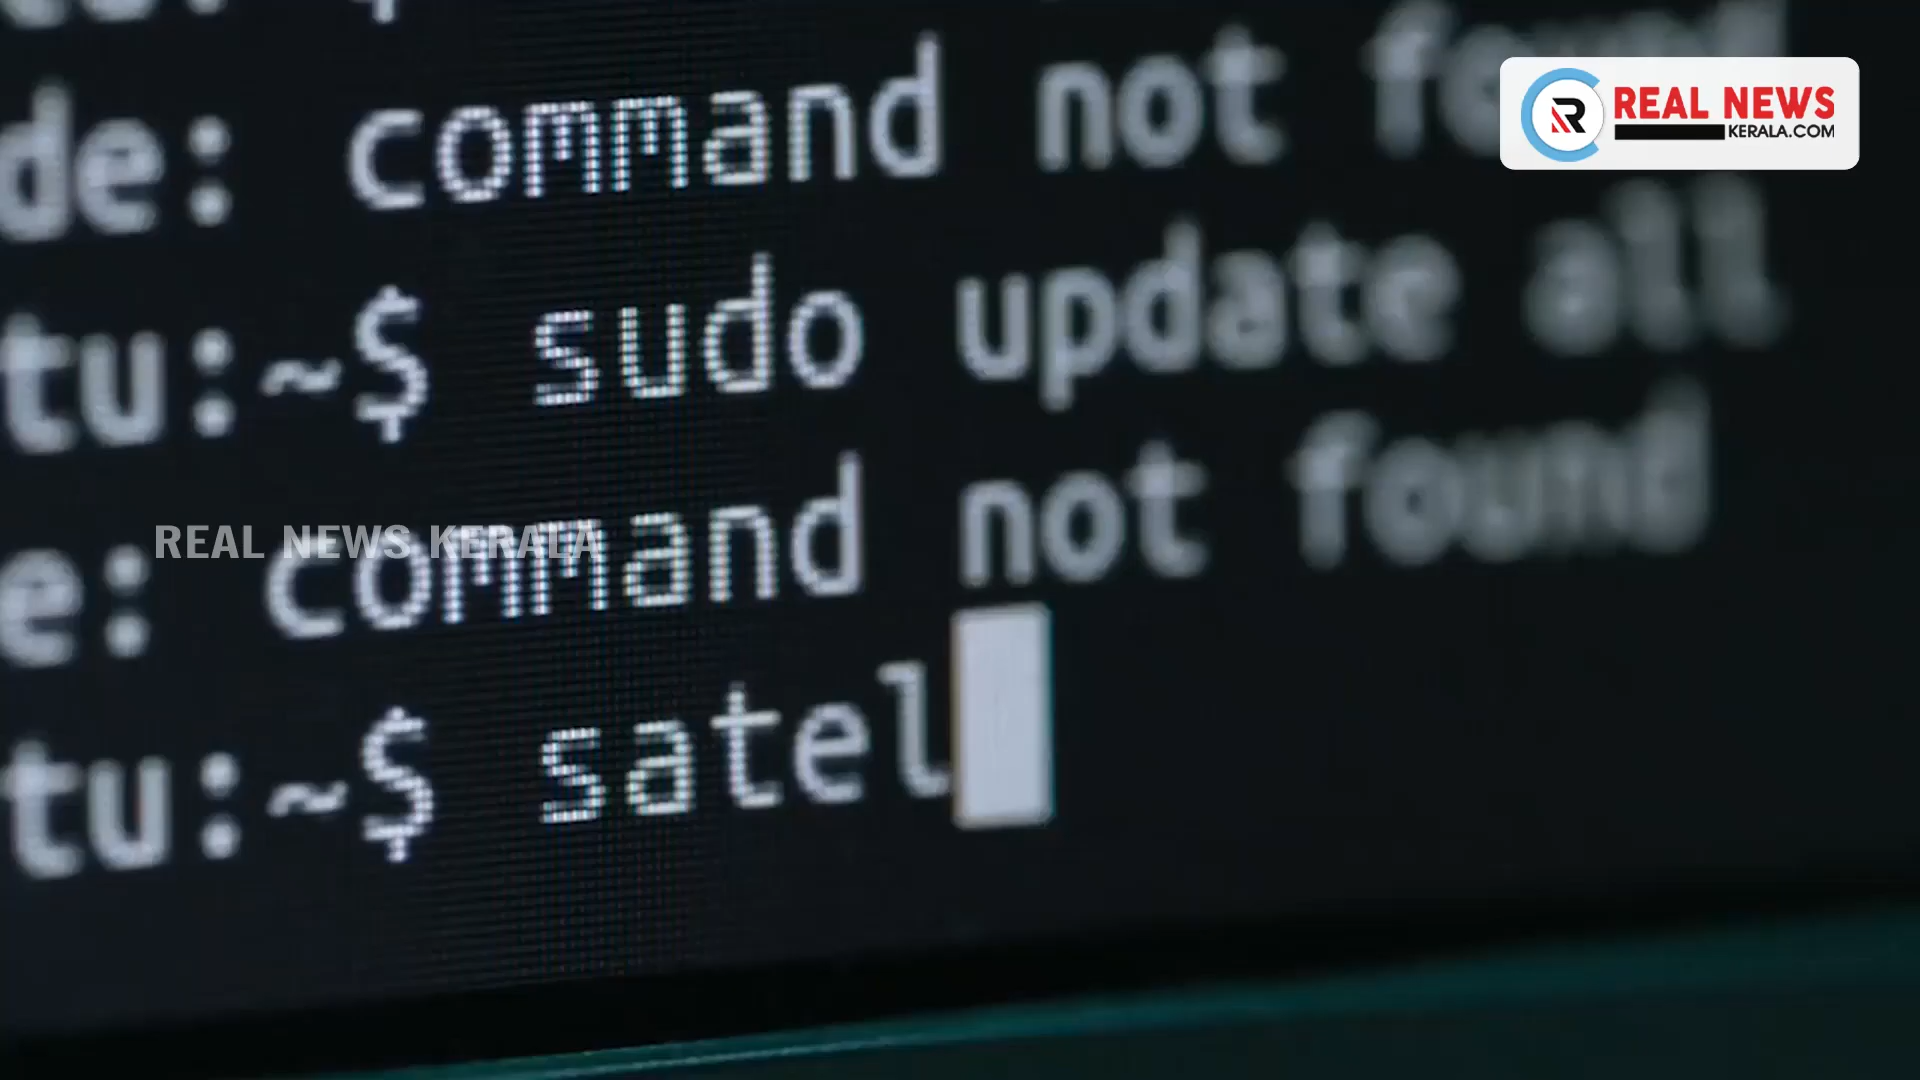 de: command not found
REAL NEWS
KERALA.COM
tu:~$ sudo update all
REAL NEWS KERALA
e: command not found
tu:~$ satel